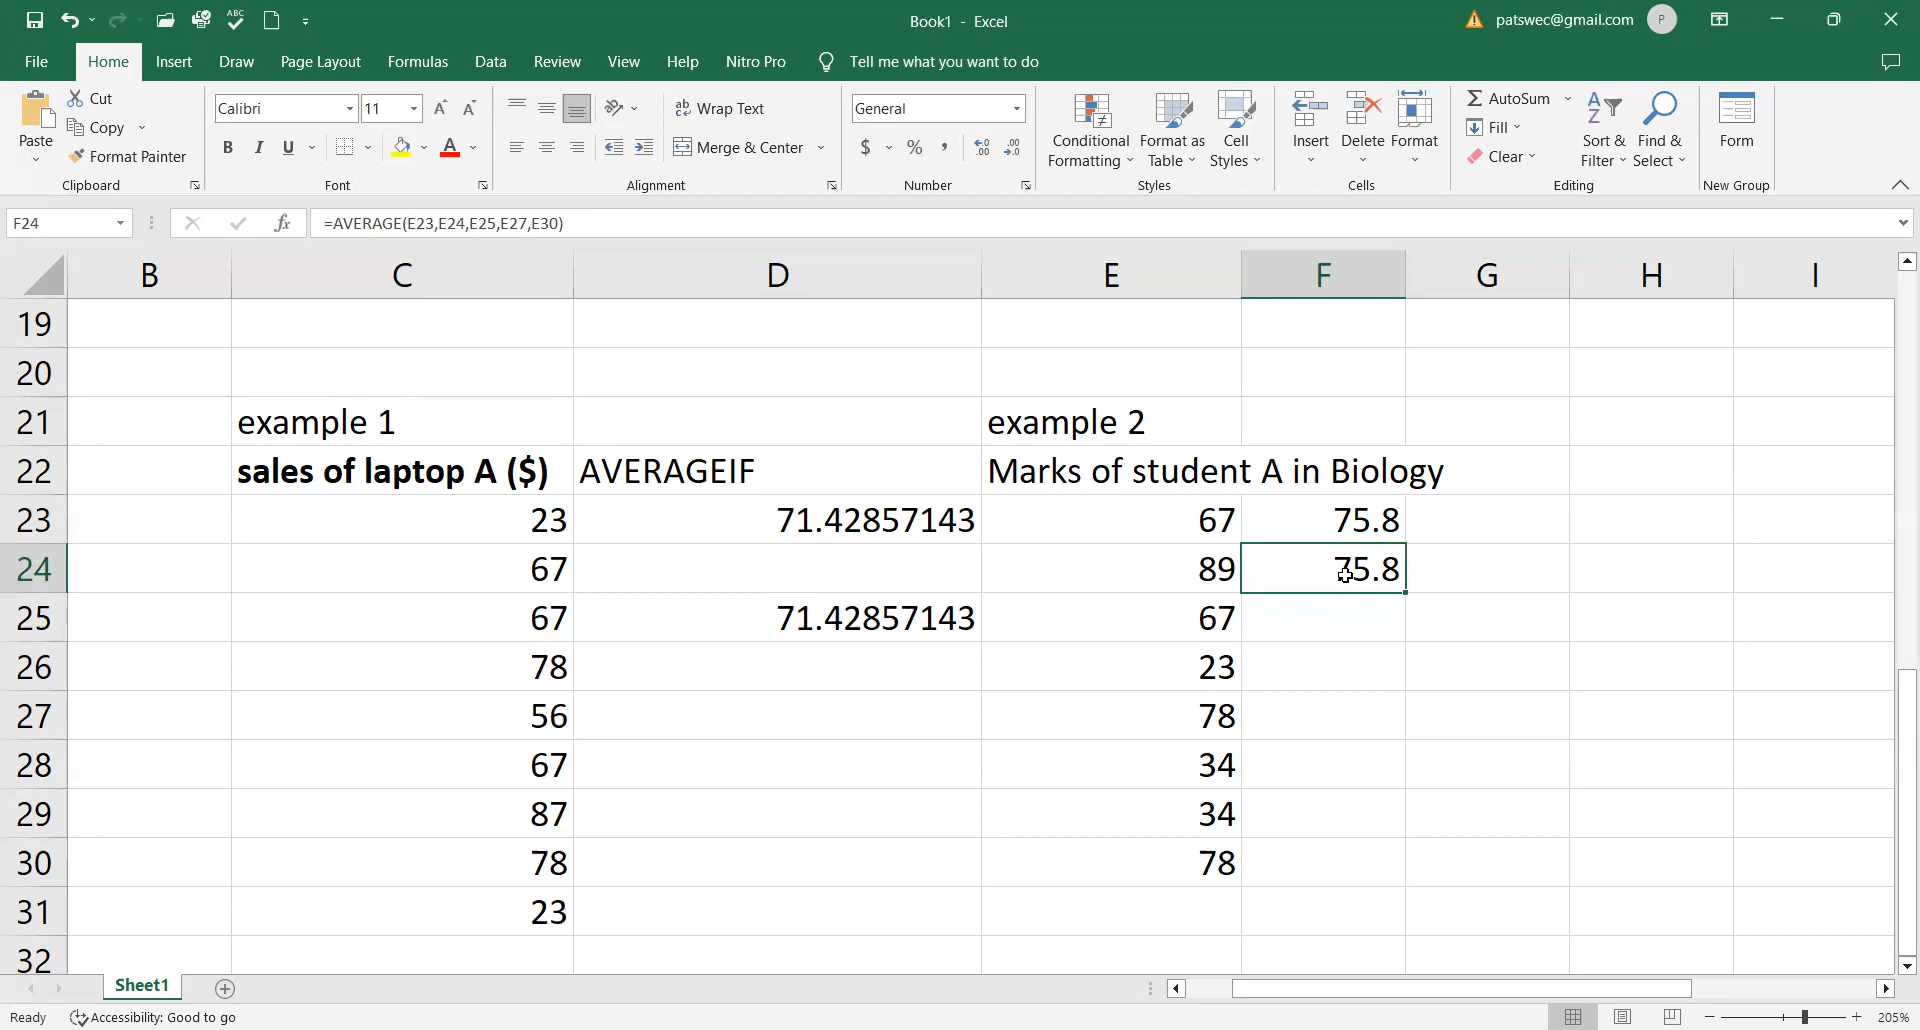 ABC
Book1 - Excel
patswec@gmail.com
P
File Home Insert Draw Page Layout Formulas Data Review View Help Nitro Pro Tell me what you want to do
Paste
Cut
Copy
Format Painter
Clipboard
Calibri 11
A A
B I U A
Font
ab Wrap Text
Merge & Center
Alignment
General
$ % ,
Number
Conditional Formatting
Format as Table
Cell Styles
Styles
Insert Delete Format
Cells
AutoSum
Fill
Clear
Sort & Filter
Find & Select
Editing
Form
New Group
F24 fx =AVERAGE(E23,E24,E25,E27,E30)
B C D E F G H I
19
20
21 example 1 example 2
22 sales of laptop A ($) AVERAGEIF Marks of student A in Biology
23 23 71.42857143 67 75.8
24 67 89 75.8
25 67 71.42857143 67
26 78 23
27 56 78
28 67 34
29 87 34
30 78 78
31 23
32
Sheet1
Ready Accessibility: Good to go 205%